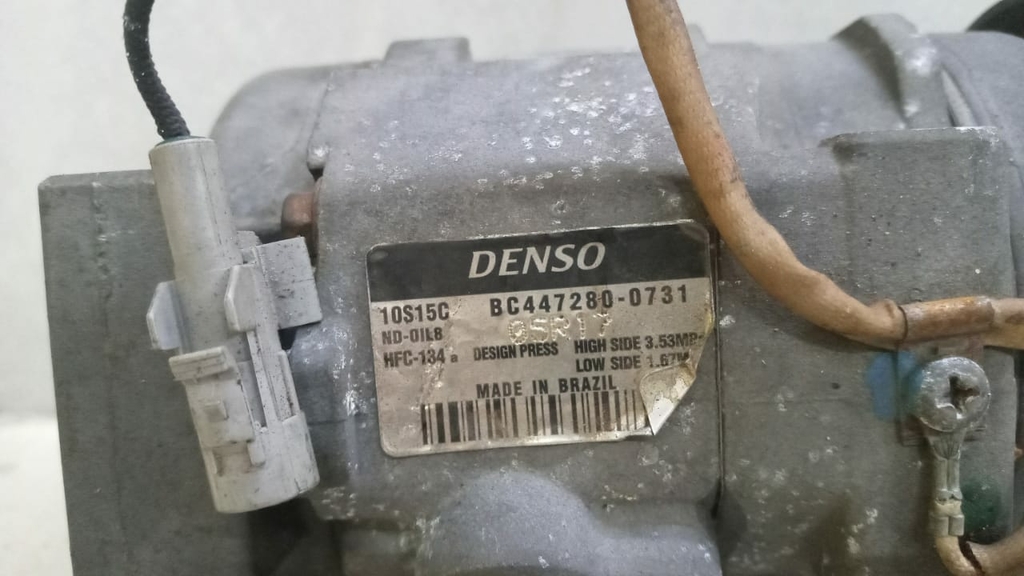 DENSO
10S15C BC447280-0731
ND-OIL8 05R17
HFC-134a DESIGN PRESS HIGH SIDE 3.53MP
LOW SIDE 1.67M
MADE IN BRAZIL